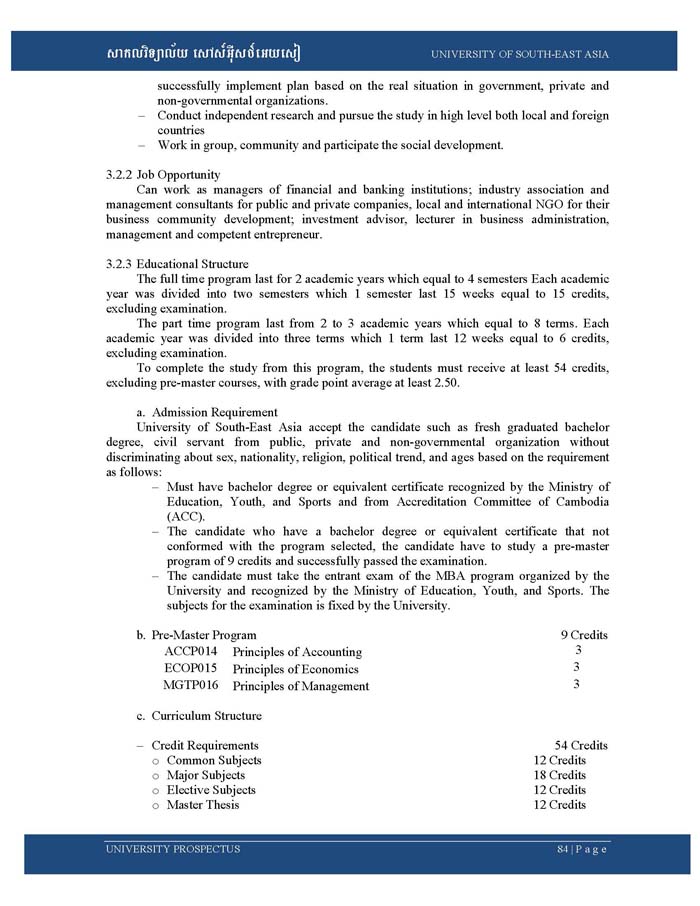 សាកលវិទ្យាល័យ សៅស៍អ៊ីសថ៍អេយសៀ UNIVERSITY OF SOUTH-EAST ASIA
successfully implement plan based on the real situation in government, private and
non-governmental organizations.
– Conduct independent research and pursue the study in high level both local and foreign
countries
– Work in group, community and participate the social development.
3.2.2 Job Opportunity
Can work as managers of financial and banking institutions; industry association and
management consultants for public and private companies, local and international NGO for their
business community development; investment advisor, lecturer in business administration,
management and competent entrepreneur.
3.2.3 Educational Structure
The full time program last for 2 academic years which equal to 4 semesters Each academic
year was divided into two semesters which 1 semester last 15 weeks equal to 15 credits,
excluding examination.
The part time program last from 2 to 3 academic years which equal to 8 terms. Each
academic year was divided into three terms which 1 term last 12 weeks equal to 6 credits,
excluding examination.
To complete the study from this program, the students must receive at least 54 credits,
excluding pre-master courses, with grade point average at least 2.50.
a. Admission Requirement
University of South-East Asia accept the candidate such as fresh graduated bachelor
degree, civil servant from public, private and non-governmental organization without
discriminating about sex, nationality, religion, political trend, and ages based on the requirement
as follows:
– Must have bachelor degree or equivalent certificate recognized by the Ministry of
Education, Youth, and Sports and from Accreditation Committee of Cambodia
(ACC).
– The candidate who have a bachelor degree or equivalent certificate that not
conformed with the program selected, the candidate have to study a pre-master
program of 9 credits and successfully passed the examination.
– The candidate must take the entrant exam of the MBA program organized by the
University and recognized by the Ministry of Education, Youth, and Sports. The
subjects for the examination is fixed by the University.
b. Pre-Master Program 9 Credits
ACCP014 Principles of Accounting 3
ECOP015 Principles of Economics 3
MGTP016 Principles of Management 3
c. Curriculum Structure
– Credit Requirements 54 Credits
o Common Subjects 12 Credits
o Major Subjects 18 Credits
o Elective Subjects 12 Credits
o Master Thesis 12 Credits
UNIVERSITY PROSPECTUS 84 | P a g e